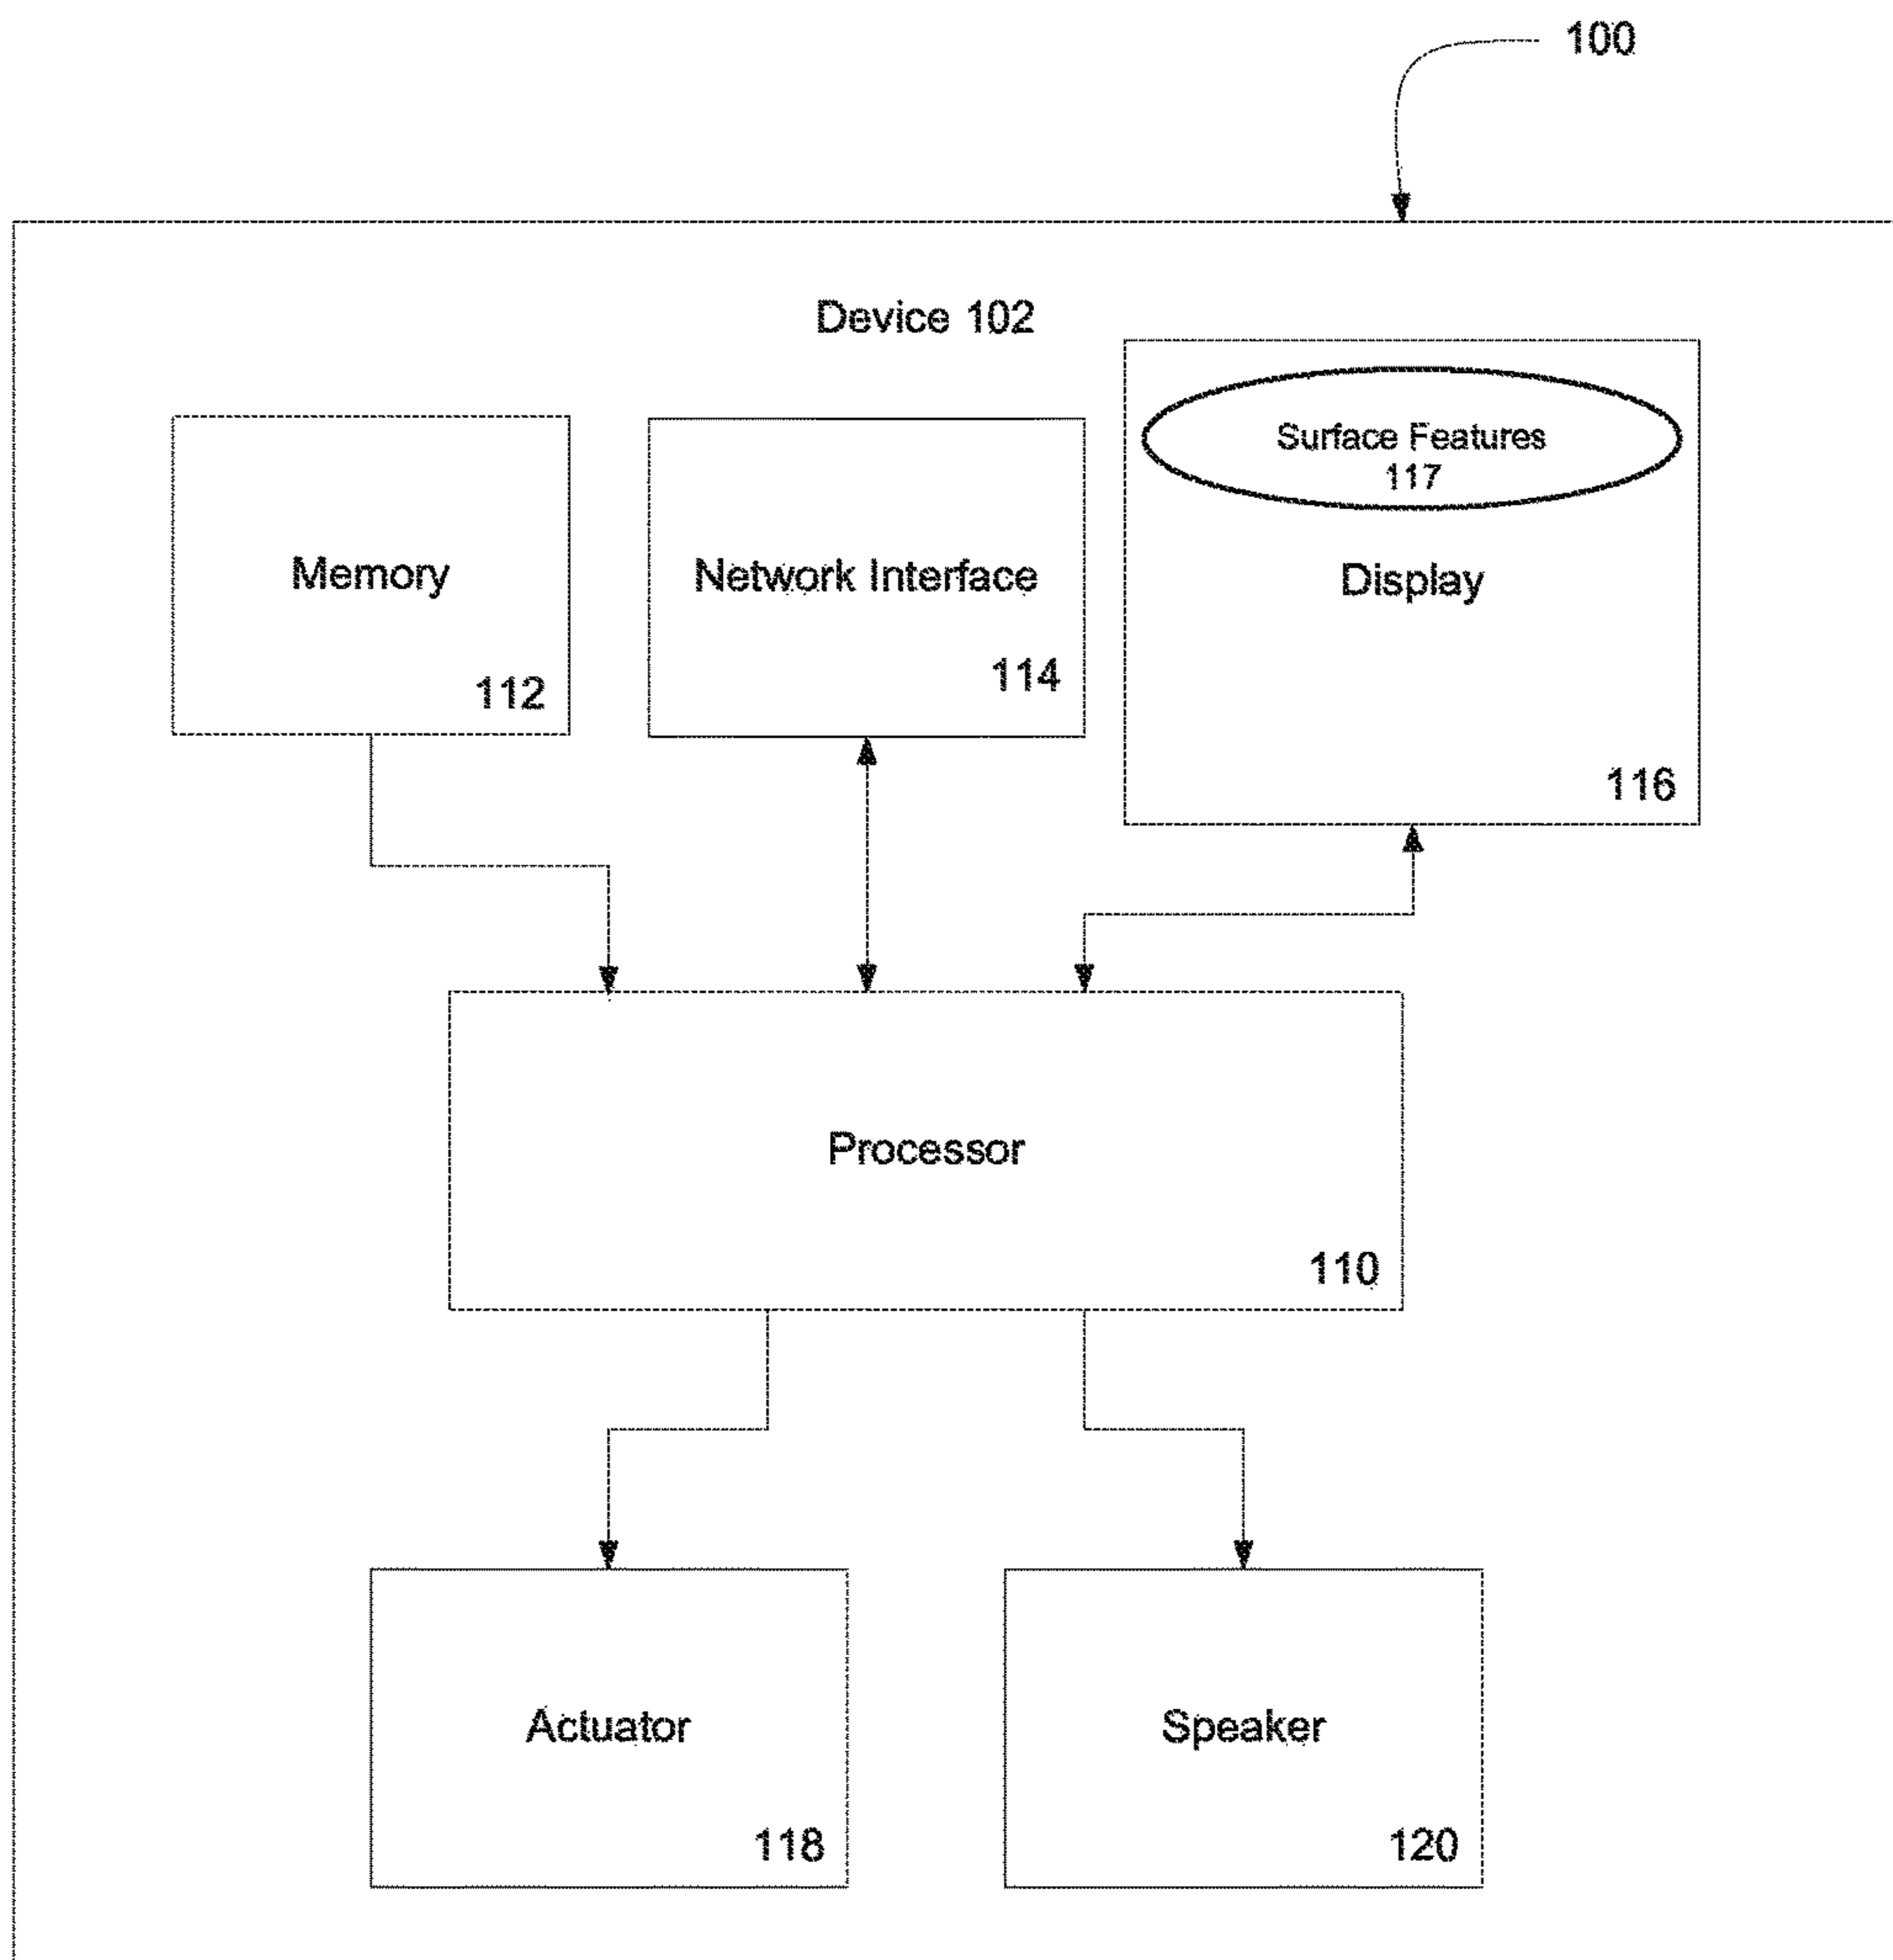 100
Device 102
Surface Features
117
Memory
Network Interface
Display
112
114
116
Processor
110
Actuator
Speaker
118
120